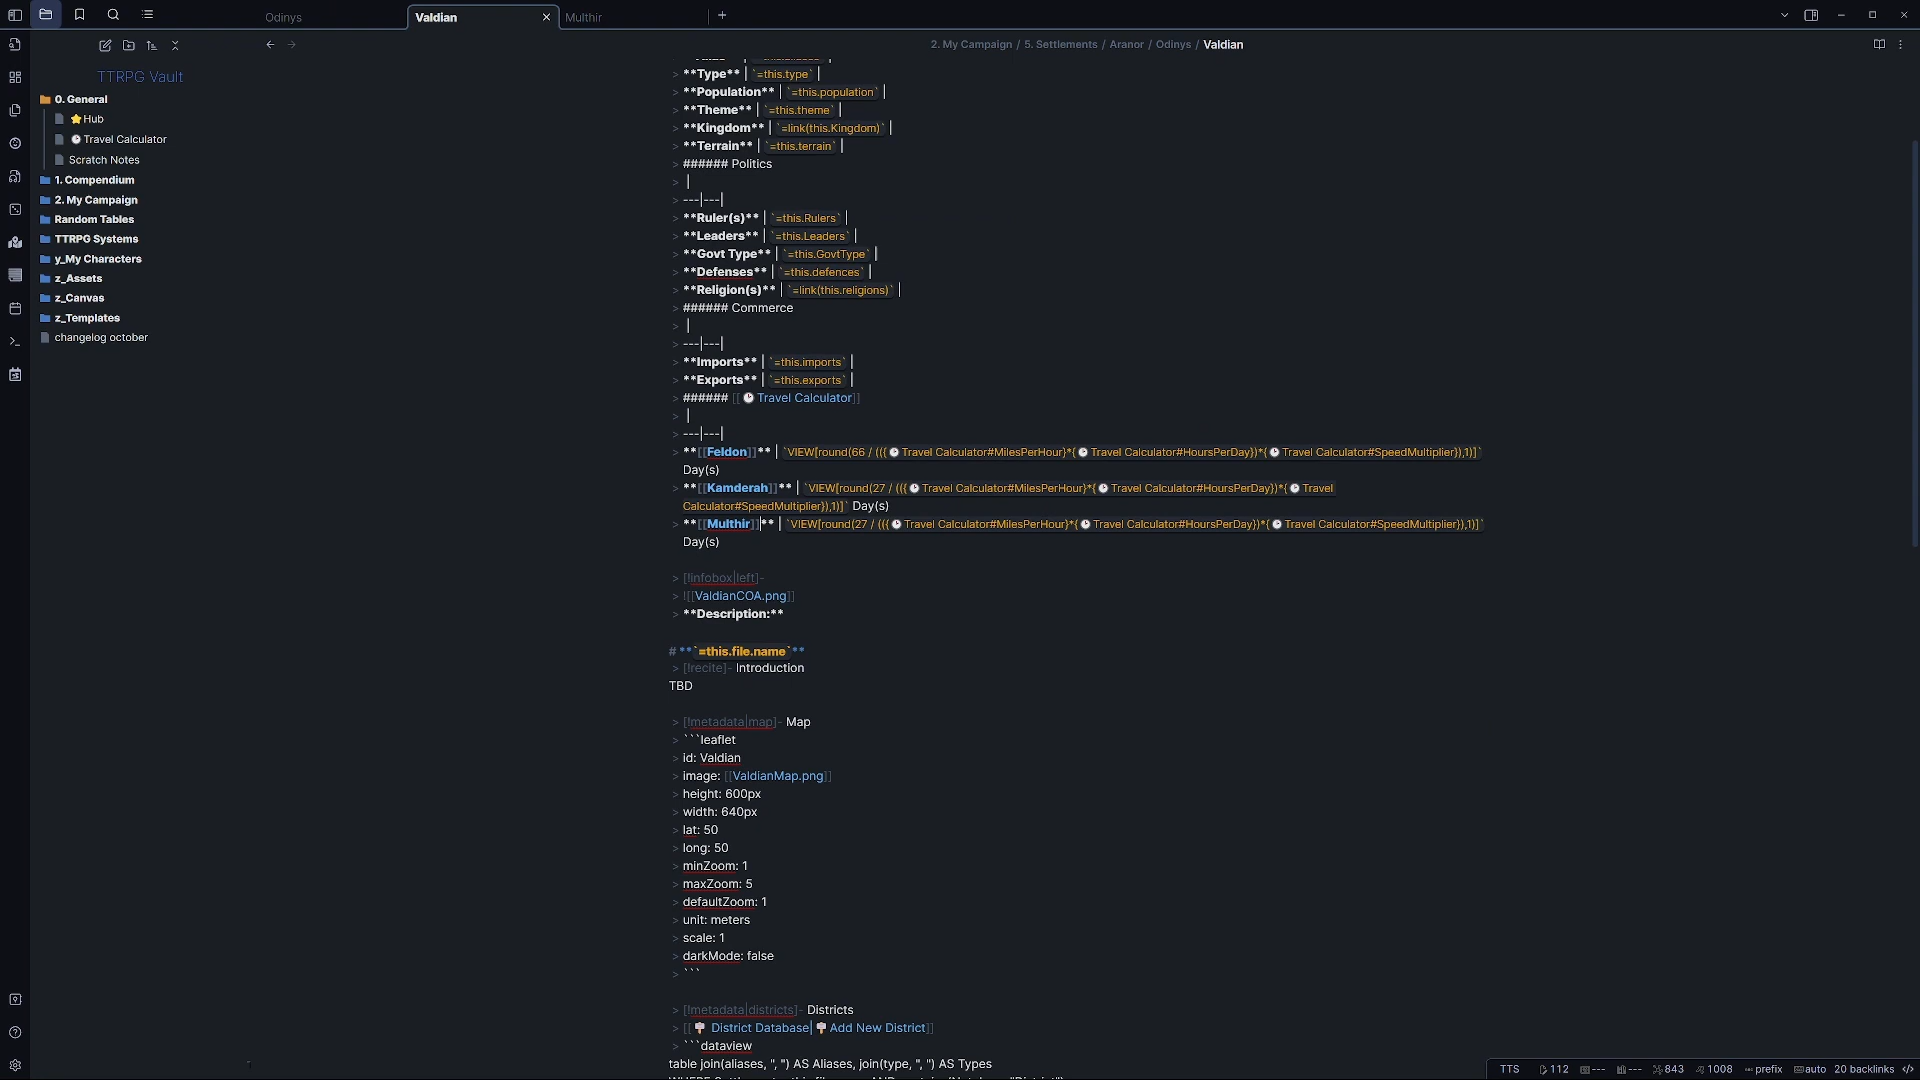 Odinys
Valdian
Multhir
2. My Campaign / 5. Settlements / Aranor / Odinys / Valdian
TTRPG Vault
0. General
⭐Hub
🕑Travel Calculator
Scratch Notes
1. Compendium
2. My Campaign
Random Tables
TTRPG Systems
y_My Characters
z_Assets
z_Canvas
z_Templates
changelog october
> **Type** | `=this.type` |
> **Population** | `=this.population` |
> **Theme** | `=this.theme` |
> **Kingdom** | `=link(this.Kingdom)` |
> **Terrain** | `=this.terrain` |
> ###### Politics
> |
> ---|---|
> **Ruler(s)** | `=this.Rulers` |
> **Leaders** | `=this.Leaders` |
> **Govt Type** | `=this.GovtType` |
> **Defenses** | `=this.defences` |
> **Religion(s)** | `=link(this.religions)` |
> ###### Commerce
> |
> ---|---|
> **Imports** | `=this.imports` |
> **Exports** | `=this.exports` |
> ###### [[🕑Travel Calculator]]
> |
> ---|---|
> **[[Feldon]]** | `VIEW[round(66 / (({🕑Travel Calculator#MilesPerHour}*{🕑Travel Calculator#HoursPerDay})*{🕑Travel Calculator#SpeedMultiplier}),1)]`
Day(s)
> **[[Kamderah]]** | `VIEW[round(27 / (({🕑Travel Calculator#MilesPerHour}*{🕑Travel Calculator#HoursPerDay})*{🕑Travel
Calculator#SpeedMultiplier}),1)]` Day(s)
> **[[Multhir]]** | `VIEW[round(27 / (({🕑Travel Calculator#MilesPerHour}*{🕑Travel Calculator#HoursPerDay})*{🕑Travel Calculator#SpeedMultiplier}),1)]`
Day(s)
> [!infobox|left]-
> ![[ValdianCOA.png]]
> **Description:**
# **`=this.file.name`**
> [!recite]- Introduction
TBD
> [!metadata|map]- Map
> ```leaflet
> id: Valdian
> image: [[ValdianMap.png]]
> height: 600px
> width: 640px
> lat: 50
> long: 50
> minZoom: 1
> maxZoom: 5
> defaultZoom: 1
> unit: meters
> scale: 1
> darkMode: false
> ```
> [!metadata|districts]- Districts
> [[🪧 District Database|🪧Add New District]]
> ```dataview
table join(aliases, ", ") AS Aliases, join(type, ", ") AS Types
TTS 112 --- --- 843 1008 prefix auto 20 backlinks </>